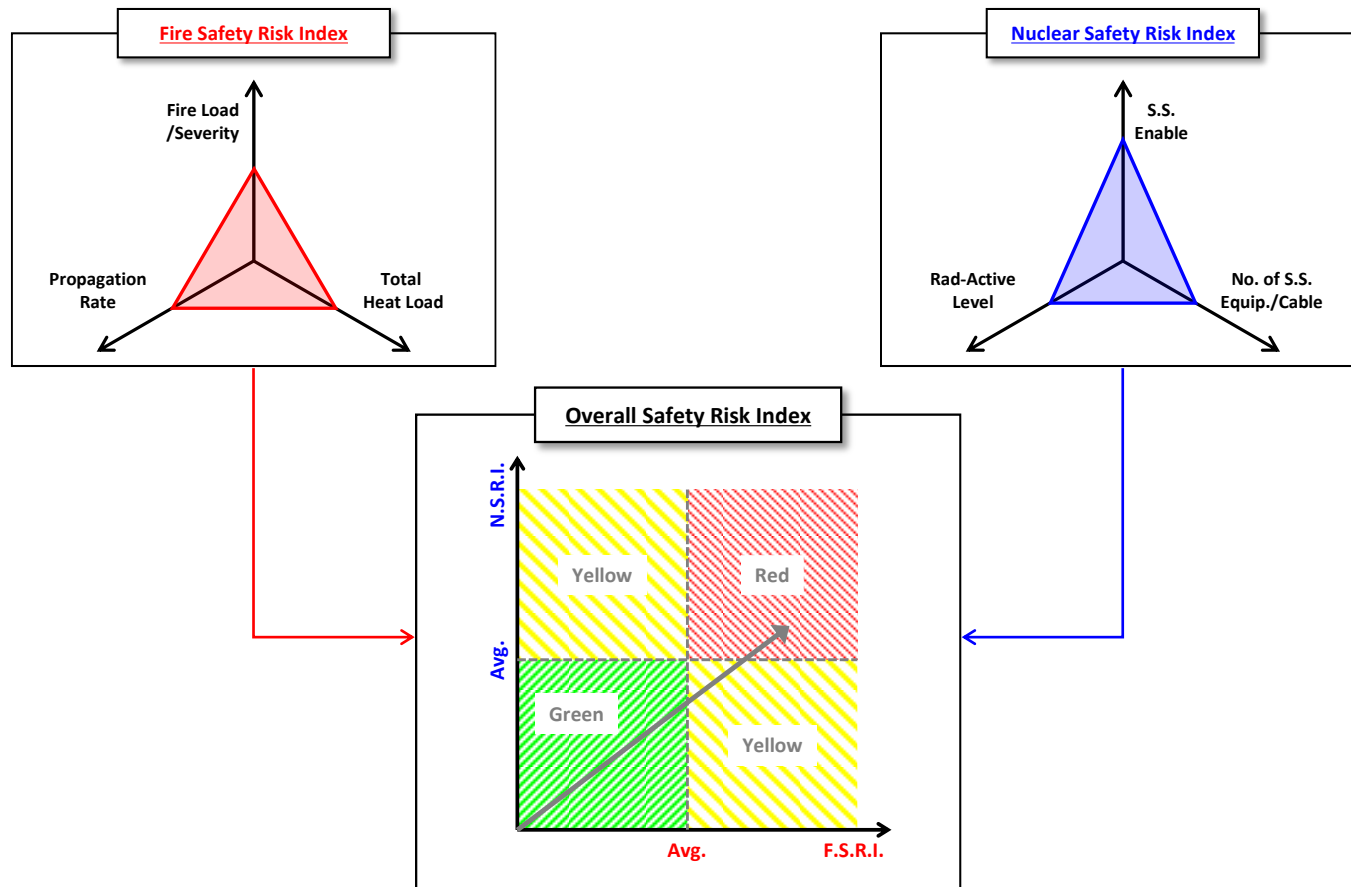 Fire Safety Risk Index
Fire Load
/Severity
Propagation
Rate
Total
Heat Load
Nuclear Safety Risk Index
S.S.
Enable
Rad-Active
Level
No. of S.S.
Equip./Cable
Overall Safety Risk Index
N.S.R.I.
Avg.
Yellow
Red
Green
Yellow
Avg.
F.S.R.I.